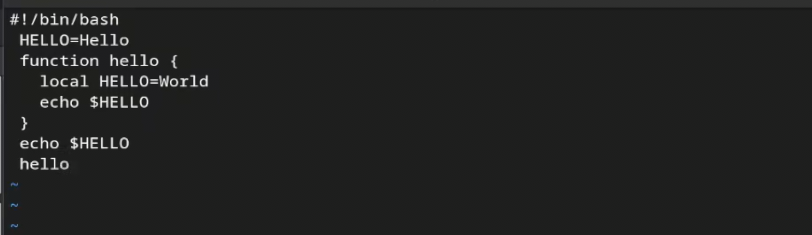 #!/bin/bash
HELLO=Hello
function hello {
local HELLO=World
echo $HELLO
}
echo $HELLO
hello
~
~
~